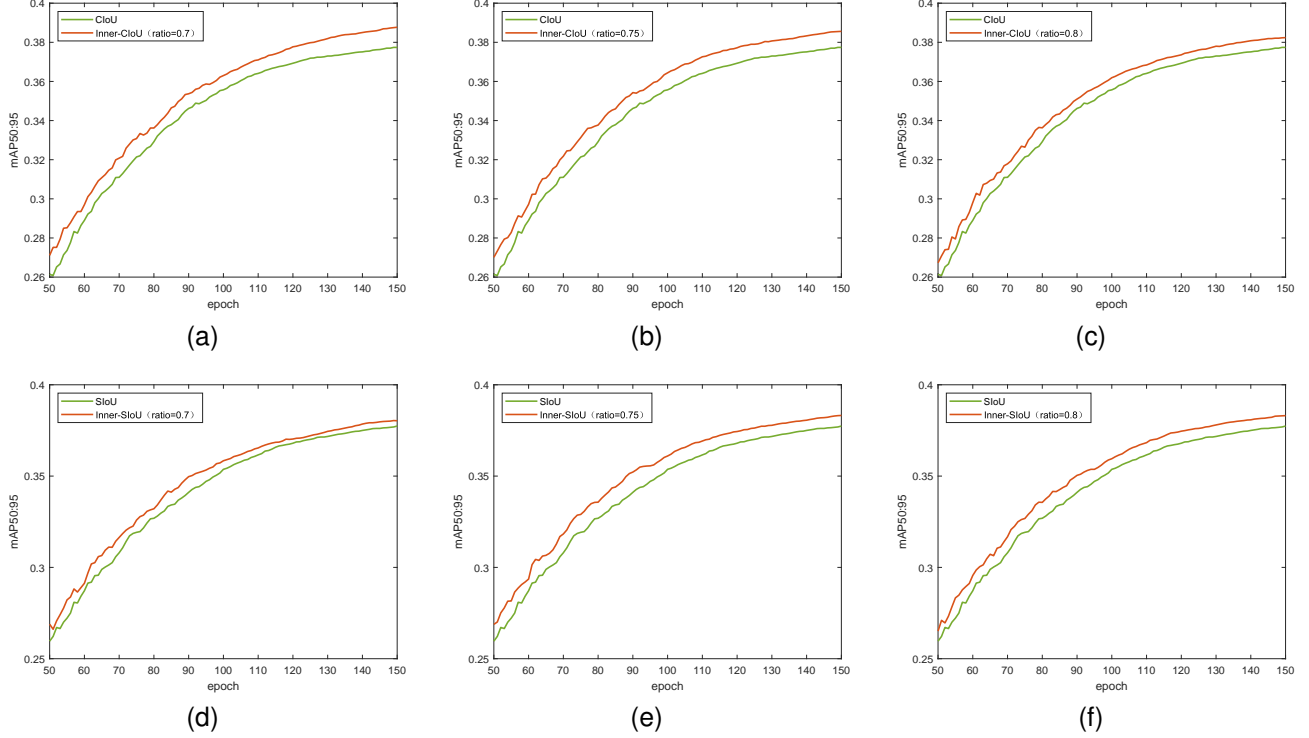 0.4
0.38
0.36
0.34
0.32
0.3
0.28
0.26
mAP50:95
CIoU
Inner-CIoU（ratio=0.7）
50 60 70 80 90 100 110 120 130 140 150
epoch
(a)
0.4
0.38
0.36
0.34
0.32
0.3
0.28
0.26
mAP50:95
CIoU
Inner-CIoU（ratio=0.75）
50 60 70 80 90 100 110 120 130 140 150
epoch
(b)
0.4
0.38
0.36
0.34
0.32
0.3
0.28
0.26
mAP50:95
CIoU
Inner-CIoU（ratio=0.8）
50 60 70 80 90 100 110 120 130 140 150
epoch
(c)
0.4
0.35
0.3
0.25
mAP50:95
SIoU
Inner-SIoU（ratio=0.7）
50 60 70 80 90 100 110 120 130 140 150
epoch
(d)
0.4
0.35
0.3
0.25
mAP50:95
SIoU
Inner-SIoU（ratio=0.75）
50 60 70 80 90 100 110 120 130 140 150
epoch
(e)
0.4
0.35
0.3
0.25
mAP50:95
SIoU
Inner-SIoU（ratio=0.8）
50 60 70 80 90 100 110 120 130 140 150
epoch
(f)